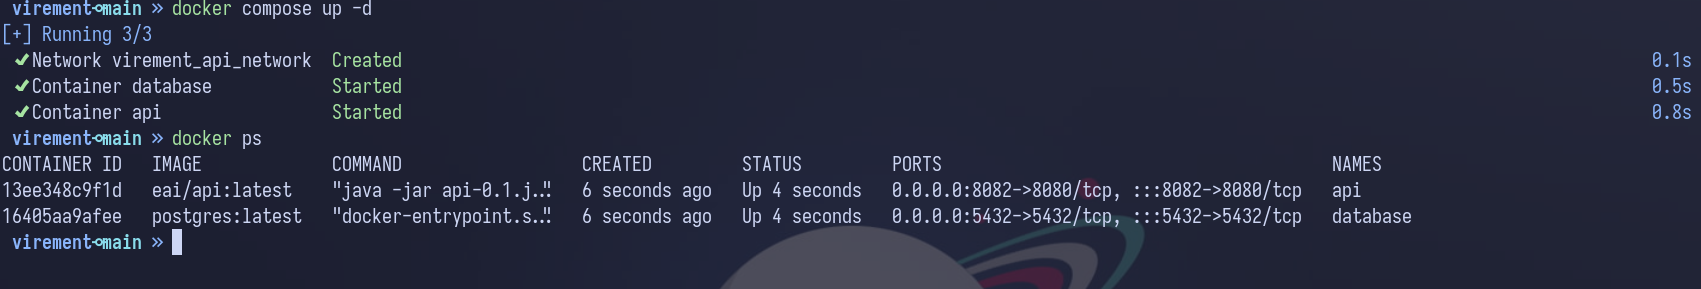 virement⊶main » docker compose up -d
[+] Running 3/3
✔Network virement_api_network Created 0.1s
✔Container database Started 0.5s
✔Container api Started 0.8s
virement⊶main » docker ps
CONTAINER ID IMAGE COMMAND CREATED STATUS PORTS NAMES
13ee348c9f1d eai/api:latest "java -jar api-0.1.j…" 6 seconds ago Up 4 seconds 0.0.0.0:8082->8080/tcp, :::8082->8080/tcp api
16405aa9afee postgres:latest "docker-entrypoint.s…" 6 seconds ago Up 4 seconds 0.0.0.0:5432->5432/tcp, :::5432->5432/tcp database
virement⊶main »